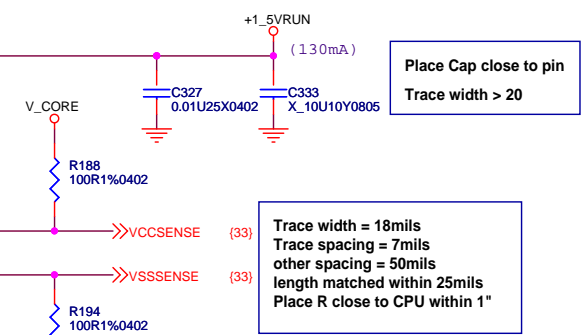 +1_5VRUN
(130mA)
Place Cap close to pin
Trace width > 20
C327
0.01U25X0402
C333
X_10U10Y0805
V_CORE
R188
100R1%0402
VCCSENSE {33}
VSSSENSE {33}
Trace width = 18mils
Trace spacing = 7mils
other spacing = 50mils
length matched within 25mils
Place R close to CPU within 1"
R194
100R1%0402